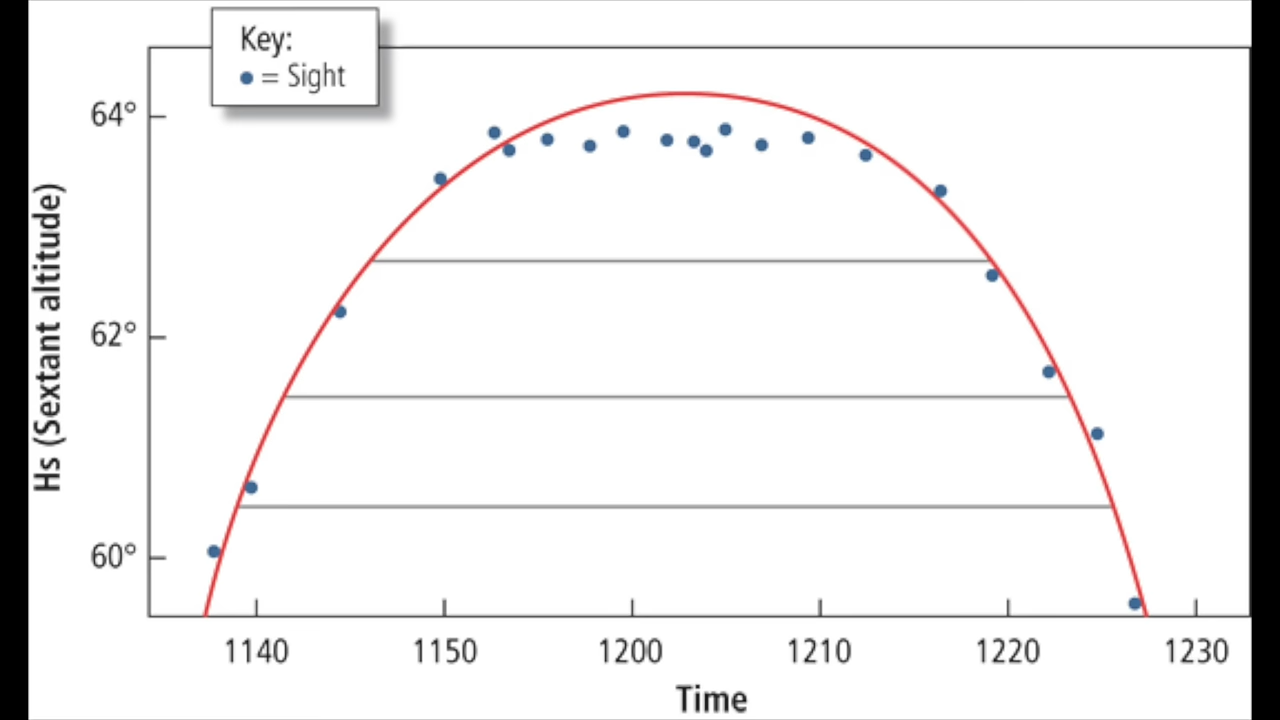 Key:
= Sight
64°
62°
60°
Hs (Sextant altitude)
1140 1150 1200 1210 1220 1230
Time